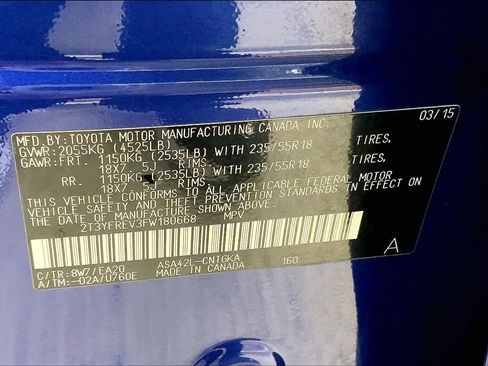 MFD.BY:TOYOTA MOTOR MANUFACTURING CANADA INC. 03/15
GVWR:2055KG (4525LB)
GAWR:FRT. 1150KG (2535LB) WITH 235/55R18 TIRES,
18X7 5J RIMS
RR. 1150KG (2535LB) WITH 235/55R18 TIRES,
18X7 5J RIMS
THIS VEHICLE CONFORMS TO ALL APPLICABLE FEDERAL MOTOR
VEHICLE SAFETY AND THEFT PREVENTION STANDARDS IN EFFECT ON
THE DATE OF MANUFACTURE SHOWN ABOVE.
2T3YFREV3FW180668 MPV
A
C/TR:8W7/EA20 ASA42L-CNTGKA 160
A/TM:-02A/U760E MADE IN CANADA